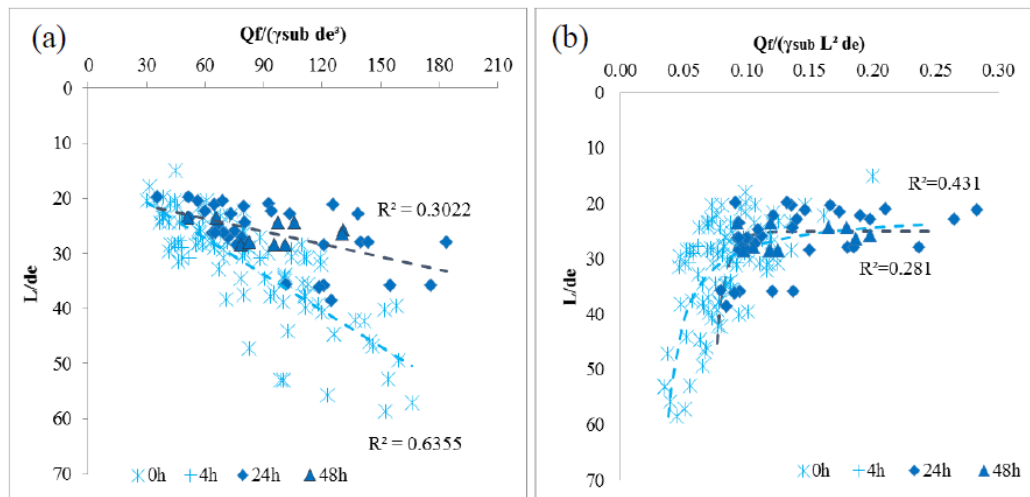 (a)
Qf/(γsub de³)
30 60 90 120 150 180 210
0
10
20
30
40
50
60
70
L/de
R² = 0.3022
R² = 0.6355
0h 4h 24h 48h
(b)
Qf/(γsub L² de)
0.00 0.05 0.10 0.15 0.20 0.25 0.30
0
10
20
30
40
50
60
70
L/de
R²=0.431
R²=0.281
0h 4h 24h 48h